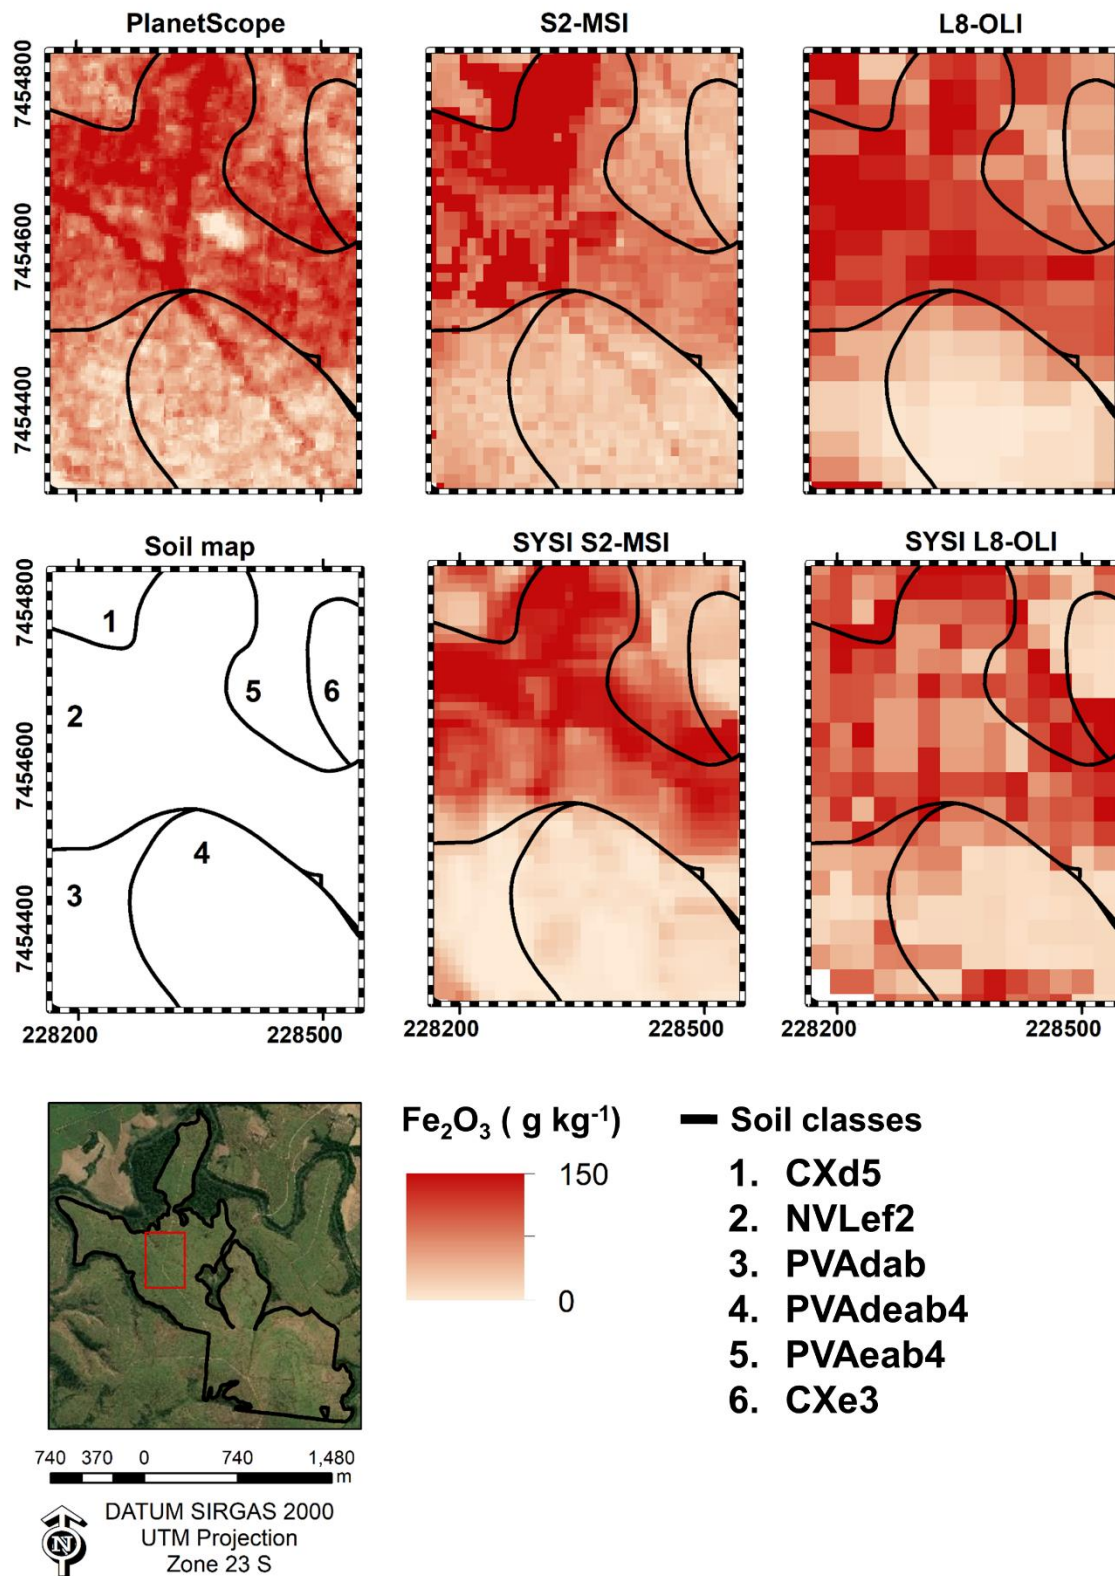 PlanetScope
S2-MSI
L8-OLI
7454800
7454600
7454400
Soil map
SYSI S2-MSI
SYSI L8-OLI
7454800
7454600
7454400
1
2
3
4
5
6
228200
228500
228200
228500
228200
228500
Fe₂O₃ ( g kg⁻¹)
150
0
Soil classes
1. CXd5
2. NVLef2
3. PVAdab
4. PVAdeab4
5. PVAeab4
6. CXe3
740 370 0 740 1,480
m
N
DATUM SIRGAS 2000
UTM Projection
Zone 23 S